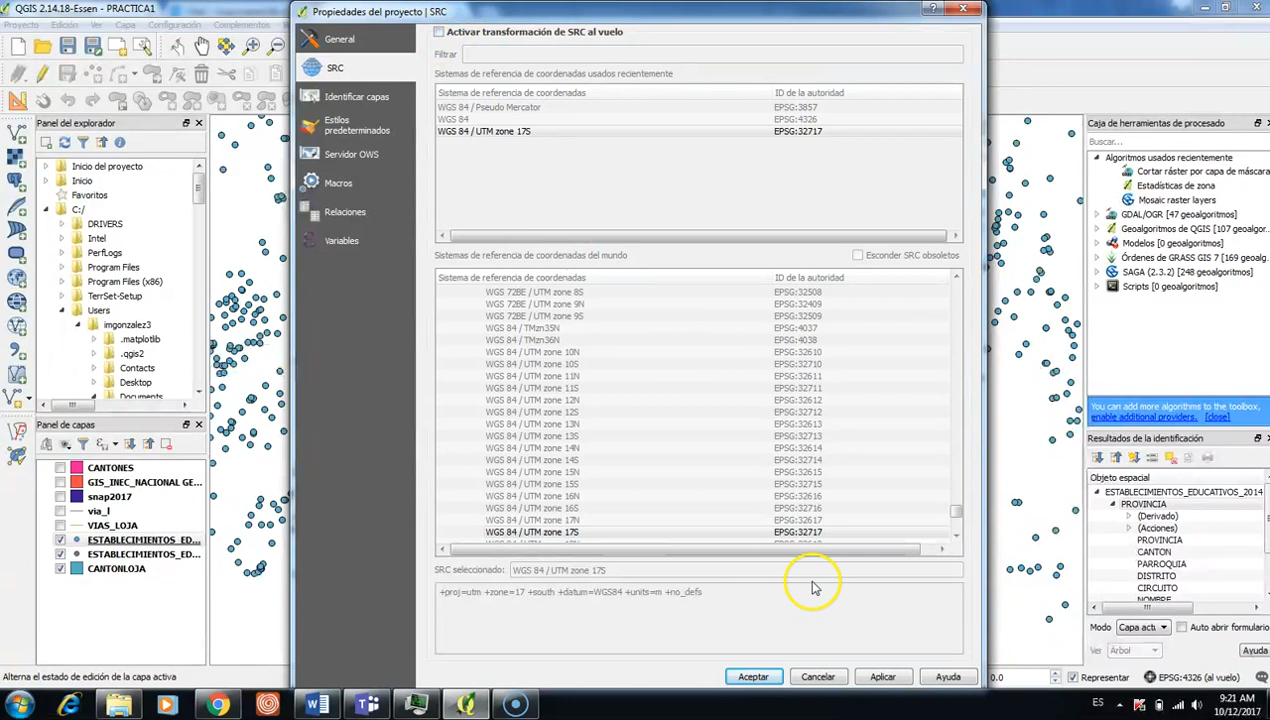 QGIS 2.14.18-Essen - PRACTICA1
Proyecto Edición Ver Capa Configuración Complementos
Propiedades del proyecto | SRC
General
SRC
Identificar capas
Estilos
predeterminados
Servidor OWS
Macros
Relaciones
Variables
Activar transformación de SRC al vuelo
Filtrar
Sistemas de referencia de coordenadas usados recientemente
Sistema de referencia de coordenadas ID de la autoridad
WGS 84 / Pseudo Mercator EPSG:3857
WGS 84 EPSG:4326
WGS 84 / UTM zone 17S EPSG:32717
Sistemas de referencia de coordenadas del mundo
Esconder SRC obsoletos
Sistema de referencia de coordenadas ID de la autoridad
WGS 72BE / UTM zone 8S EPSG:32508
WGS 72BE / UTM zone 9N EPSG:32409
WGS 72BE / UTM zone 9S EPSG:32509
WGS 84 / TMzn35N EPSG:4037
WGS 84 / TMzn36N EPSG:4038
WGS 84 / UTM zone 10N EPSG:32610
WGS 84 / UTM zone 10S EPSG:32710
WGS 84 / UTM zone 11N EPSG:32611
WGS 84 / UTM zone 11S EPSG:32711
WGS 84 / UTM zone 12N EPSG:32612
WGS 84 / UTM zone 12S EPSG:32712
WGS 84 / UTM zone 13N EPSG:32613
WGS 84 / UTM zone 13S EPSG:32713
WGS 84 / UTM zone 14N EPSG:32614
WGS 84 / UTM zone 14S EPSG:32714
WGS 84 / UTM zone 15N EPSG:32615
WGS 84 / UTM zone 15S EPSG:32715
WGS 84 / UTM zone 16N EPSG:32616
WGS 84 / UTM zone 16S EPSG:32716
WGS 84 / UTM zone 17N EPSG:32617
WGS 84 / UTM zone 17S EPSG:32717
SRC seleccionado: WGS 84 / UTM zone 17S
+proj=utm +zone=17 +south +datum=WGS84 +units=m +no_defs
Aceptar
Cancelar
Aplicar
Ayuda
Panel del explorador
Inicio del proyecto
Inicio
Favoritos
C:/
DRIVERS
Intel
PerfLogs
Program Files
Program Files (x86)
TerrSet-Setup
Users
imgonzalez3
.matplotlib
.qgis2
Contacts
Desktop
Documents
Panel de capas
CANTONES
GIS_INEC_NACIONAL GE...
snap2017
via_l
VIAS_LOJA
ESTABLECIMIENTOS_ED...
ESTABLECIMIENTOS_ED...
CANTONLOJA
Caja de herramientas de procesado
Buscar...
Algoritmos usados recientemente
Cortar ráster por capa de máscara
Estadísticas de zona
Mosaic raster layers
GDAL/OGR [47 geoalgoritmos]
Geoalgoritmos de QGIS [107 geoalgor...
Modelos [0 geoalgoritmos]
Órdenes de GRASS GIS 7 [169 geoalg...
SAGA (2.3.2) [248 geoalgoritmos]
Scripts [0 geoalgoritmos]
You can add more algorithms to the toolbox,
enable additional providers. [close]
Resultados de la identificación
Objeto espacial
ESTABLECIMIENTOS_EDUCATIVOS_2014
PROVINCIA
(Derivado)
(Acciones)
PROVINCIA
CANTON
PARROQUIA
DISTRITO
CIRCUITO
NOMBRE
Modo Capa acti Auto abrir formulario
Ver Árbol Ayuda
Alterna el estado de edición de la capa activa
0.0 Representar EPSG:4326 (al vuelo)
ES
9:21 AM
10/12/2017